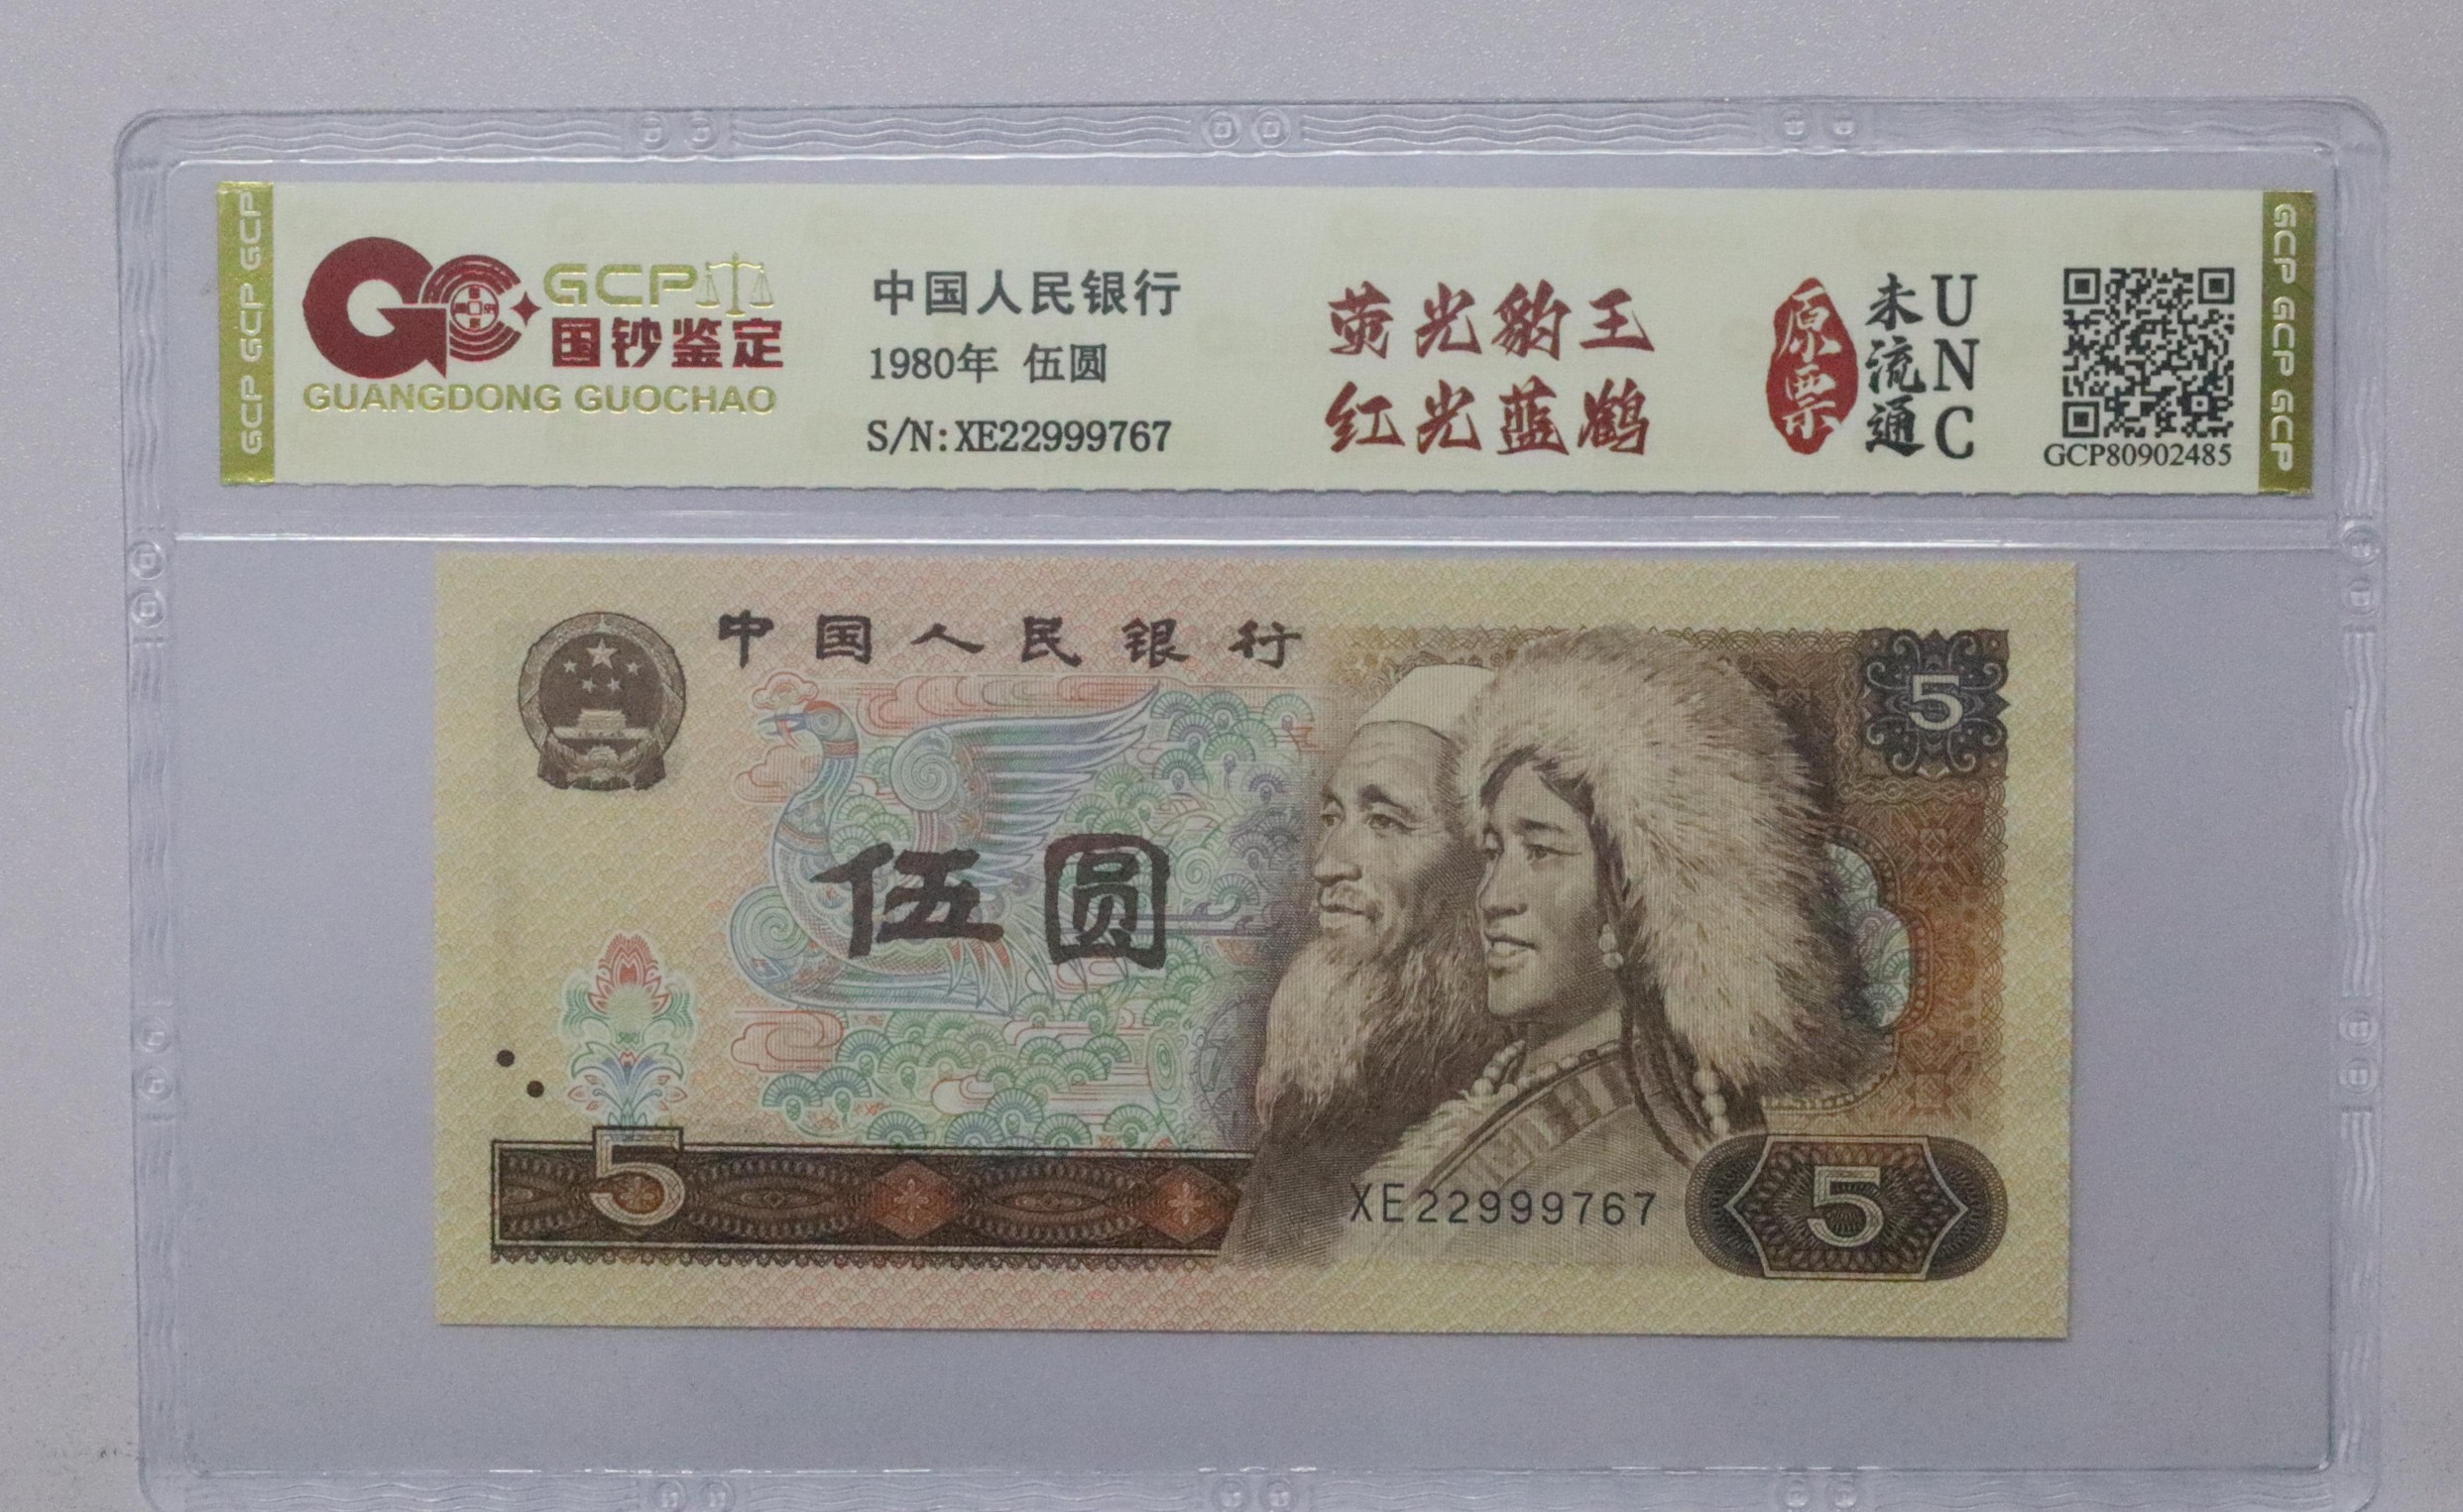 GCP GCP GCP
GCP
国钞鉴定
GUANGDONG GUOCHAO
中国人民银行
1980年 伍圆
S/N:XE22999767
荧光豹王
红光蓝鹤
原票
未流通
UNC
GCP80902485
GCP GCP GCP
中国人民银行
5
伍圆
5
XE22999767
5